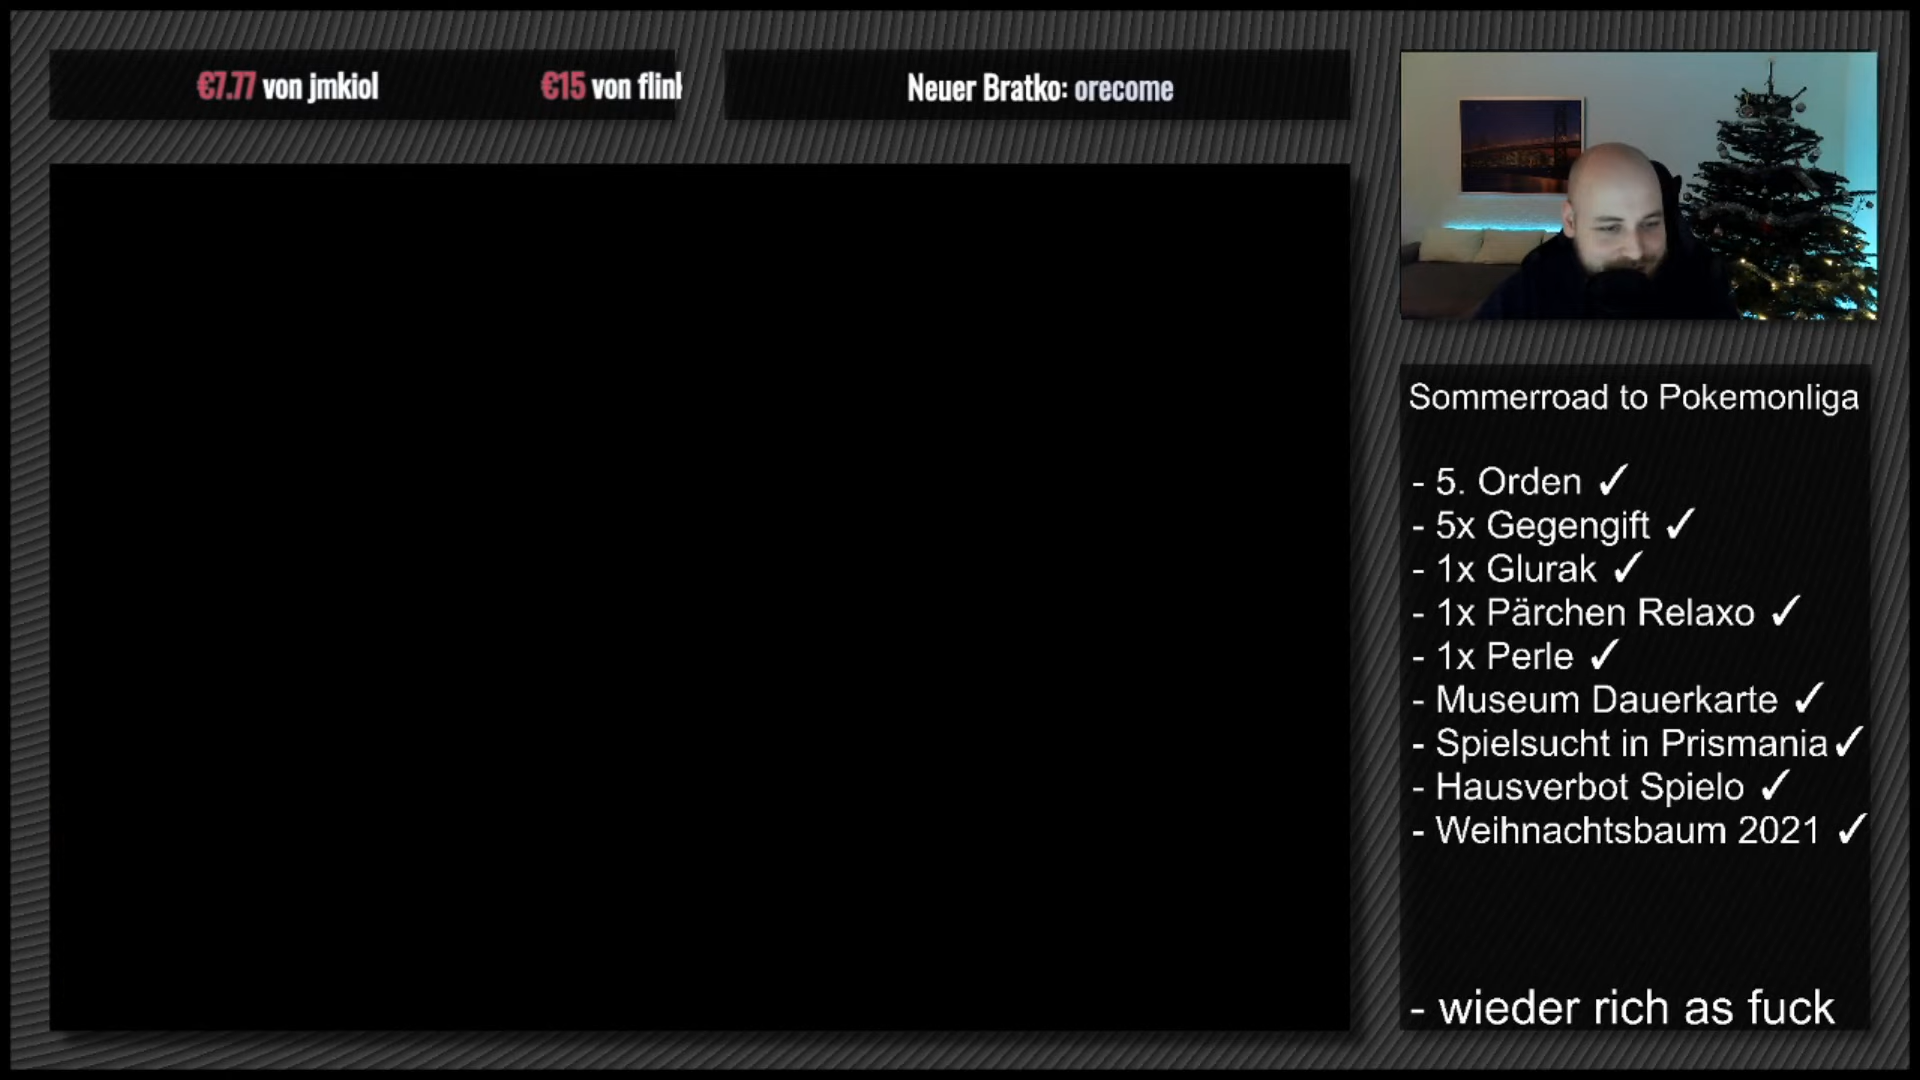 €7.77 von jmkiol
€15 von
Neuer Bratko: orecome
Sommerroad to Pokemonliga
- 5. Orden ✓
- 5x Gegengift ✓
- 1x Glurak ✓
- 1x Pärchen Relaxo ✓
- 1x Perle ✓
- Museum Dauerkarte ✓
- Spielsucht in Prismania ✓
- Hausverbot Spielo ✓
- Weihnachtsbaum 2021 ✓
- wieder rich as fuck